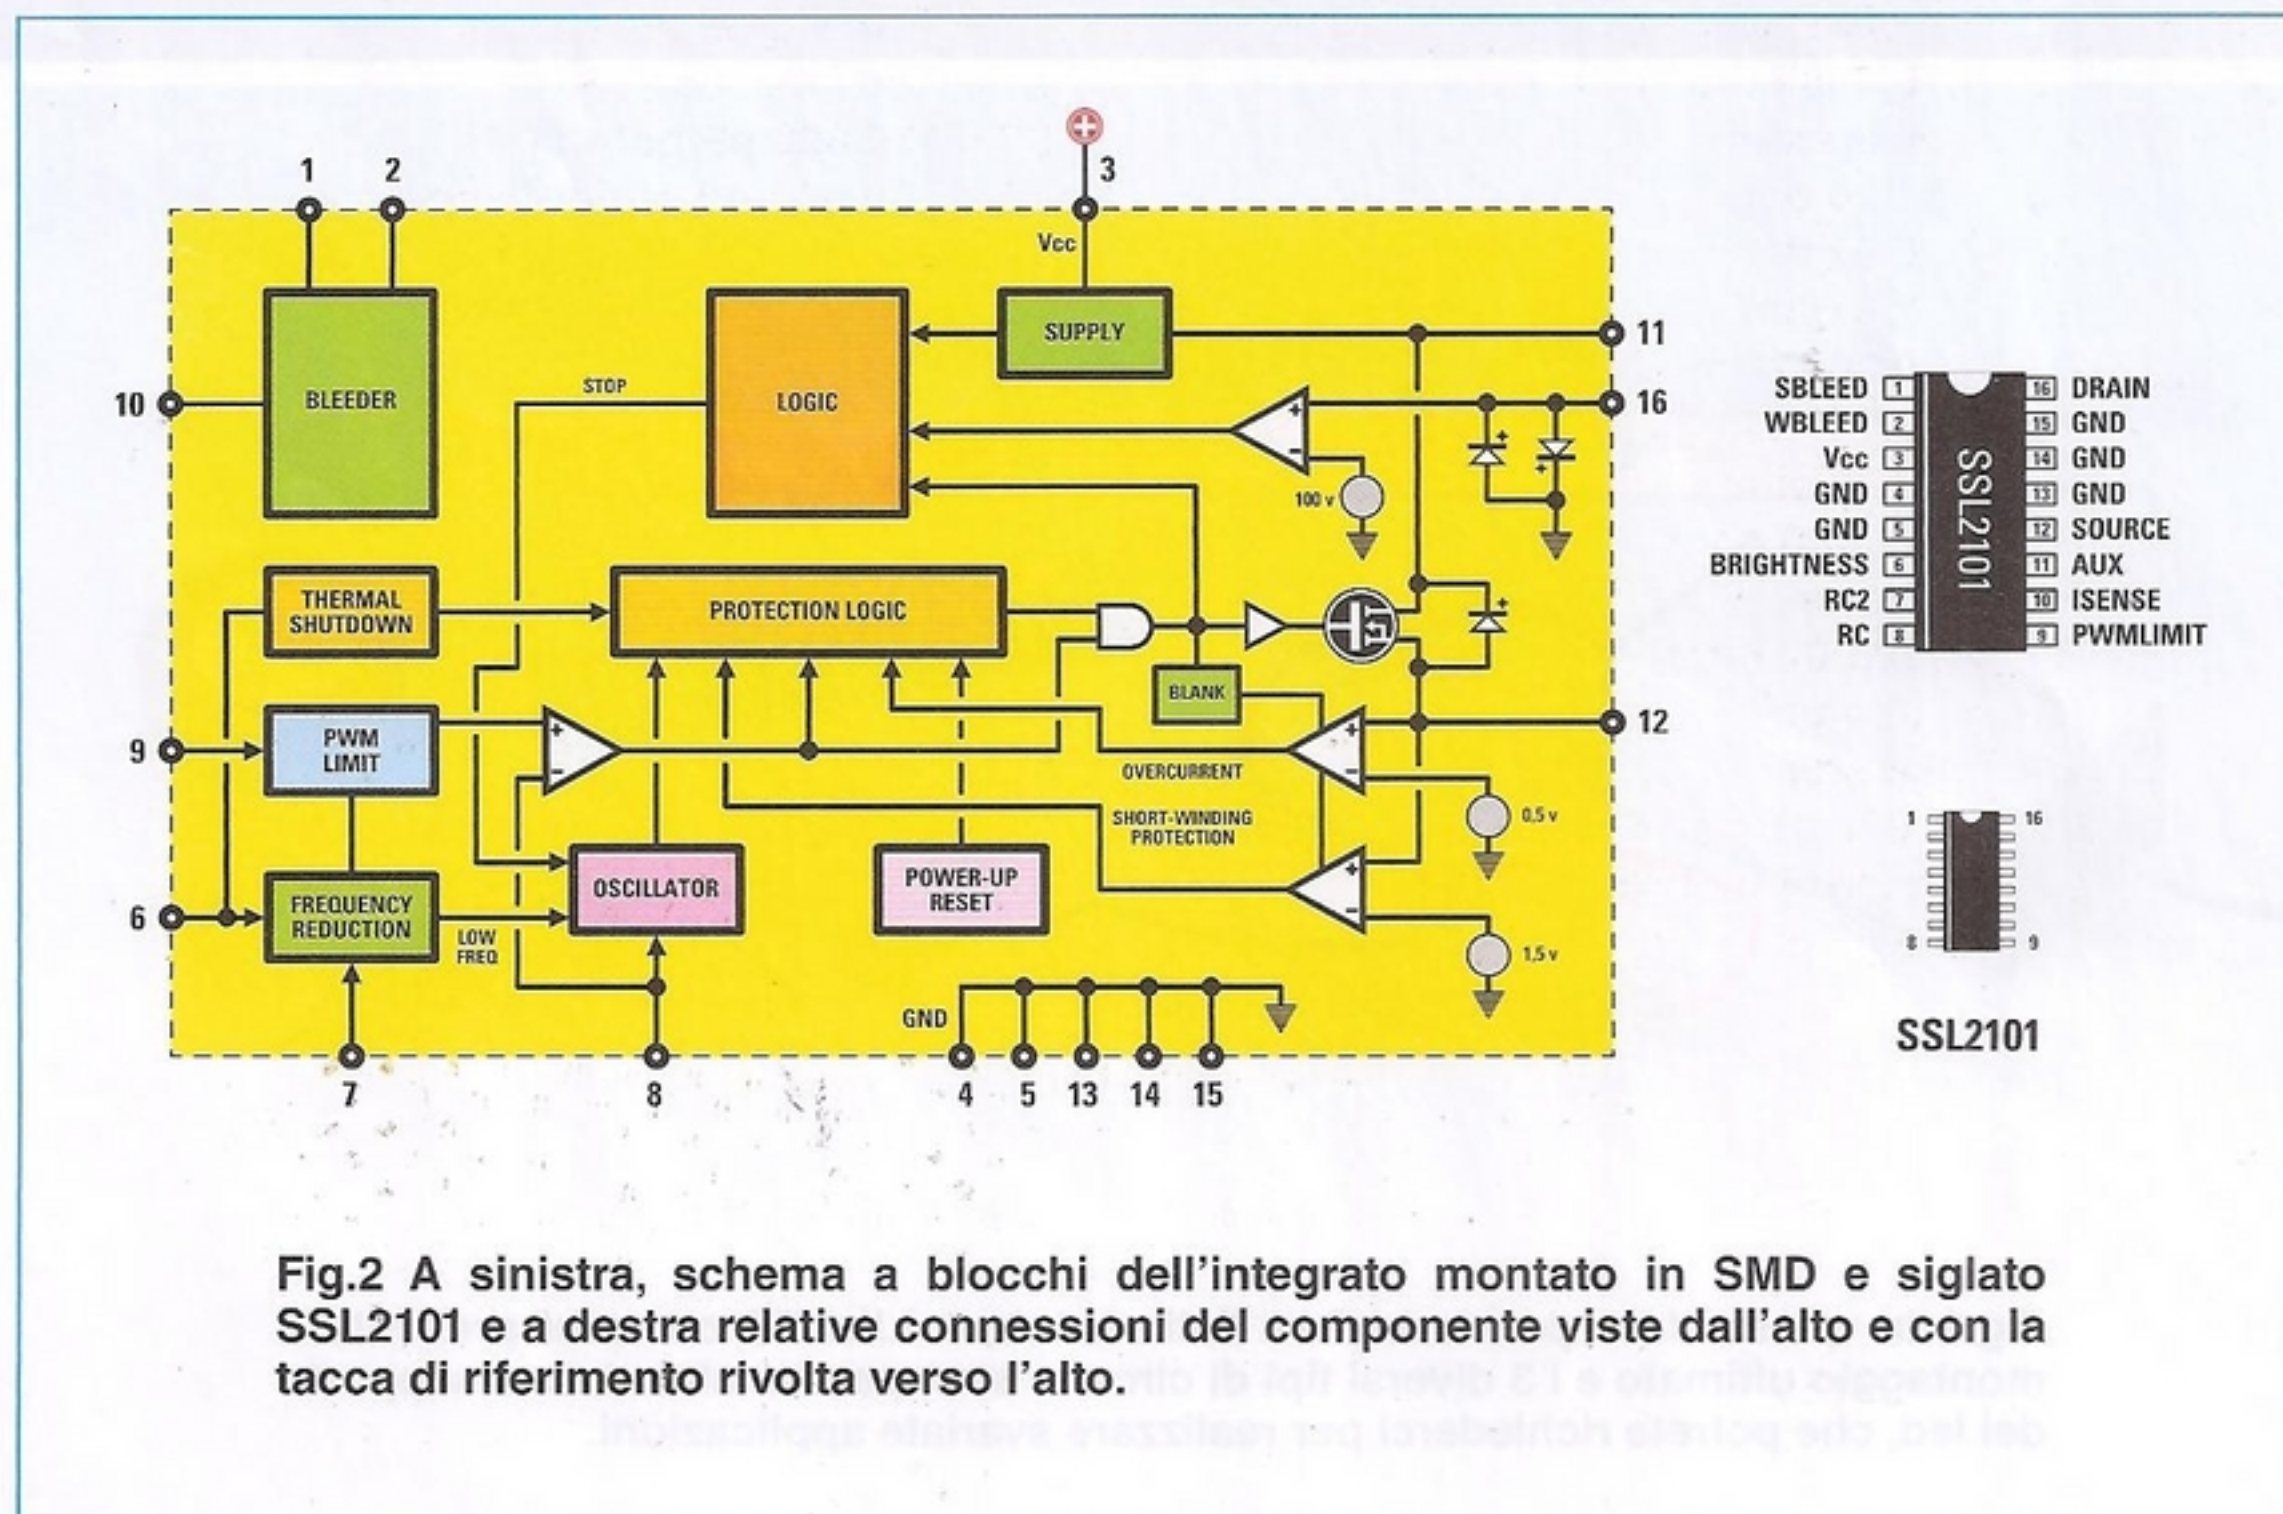 1
2
3
Vcc
BLEEDER
LOGIC
SUPPLY
11
10
STOP
16
100 v
THERMAL
SHUTDOWN
PROTECTION LOGIC
BLANK
9
PWM
LIMIT
12
OVERCURRENT
0,5 v
SHORT-WINDING
PROTECTION
6
FREQUENCY
REDUCTION
LOW
FREQ
OSCILLATOR
POWER-UP
RESET
1,5 v
GND
7
8
4
5
13
14
15
SBLEED 1 16 DRAIN
WBLEED 2 15 GND
Vcc 3 14 GND
GND 4 13 GND
GND 5 12 SOURCE
BRIGHTNESS 6 11 AUX
RC2 7 10 ISENSE
RC 8 9 PWMLIMIT
SSL2101
1 16
8 9
SSL2101
Fig.2 A sinistra, schema a blocchi dell'integrato montato in SMD e siglato
SSL2101 e a destra relative connessioni del componente viste dall'alto e con la
tacca di riferimento rivolta verso l'alto.